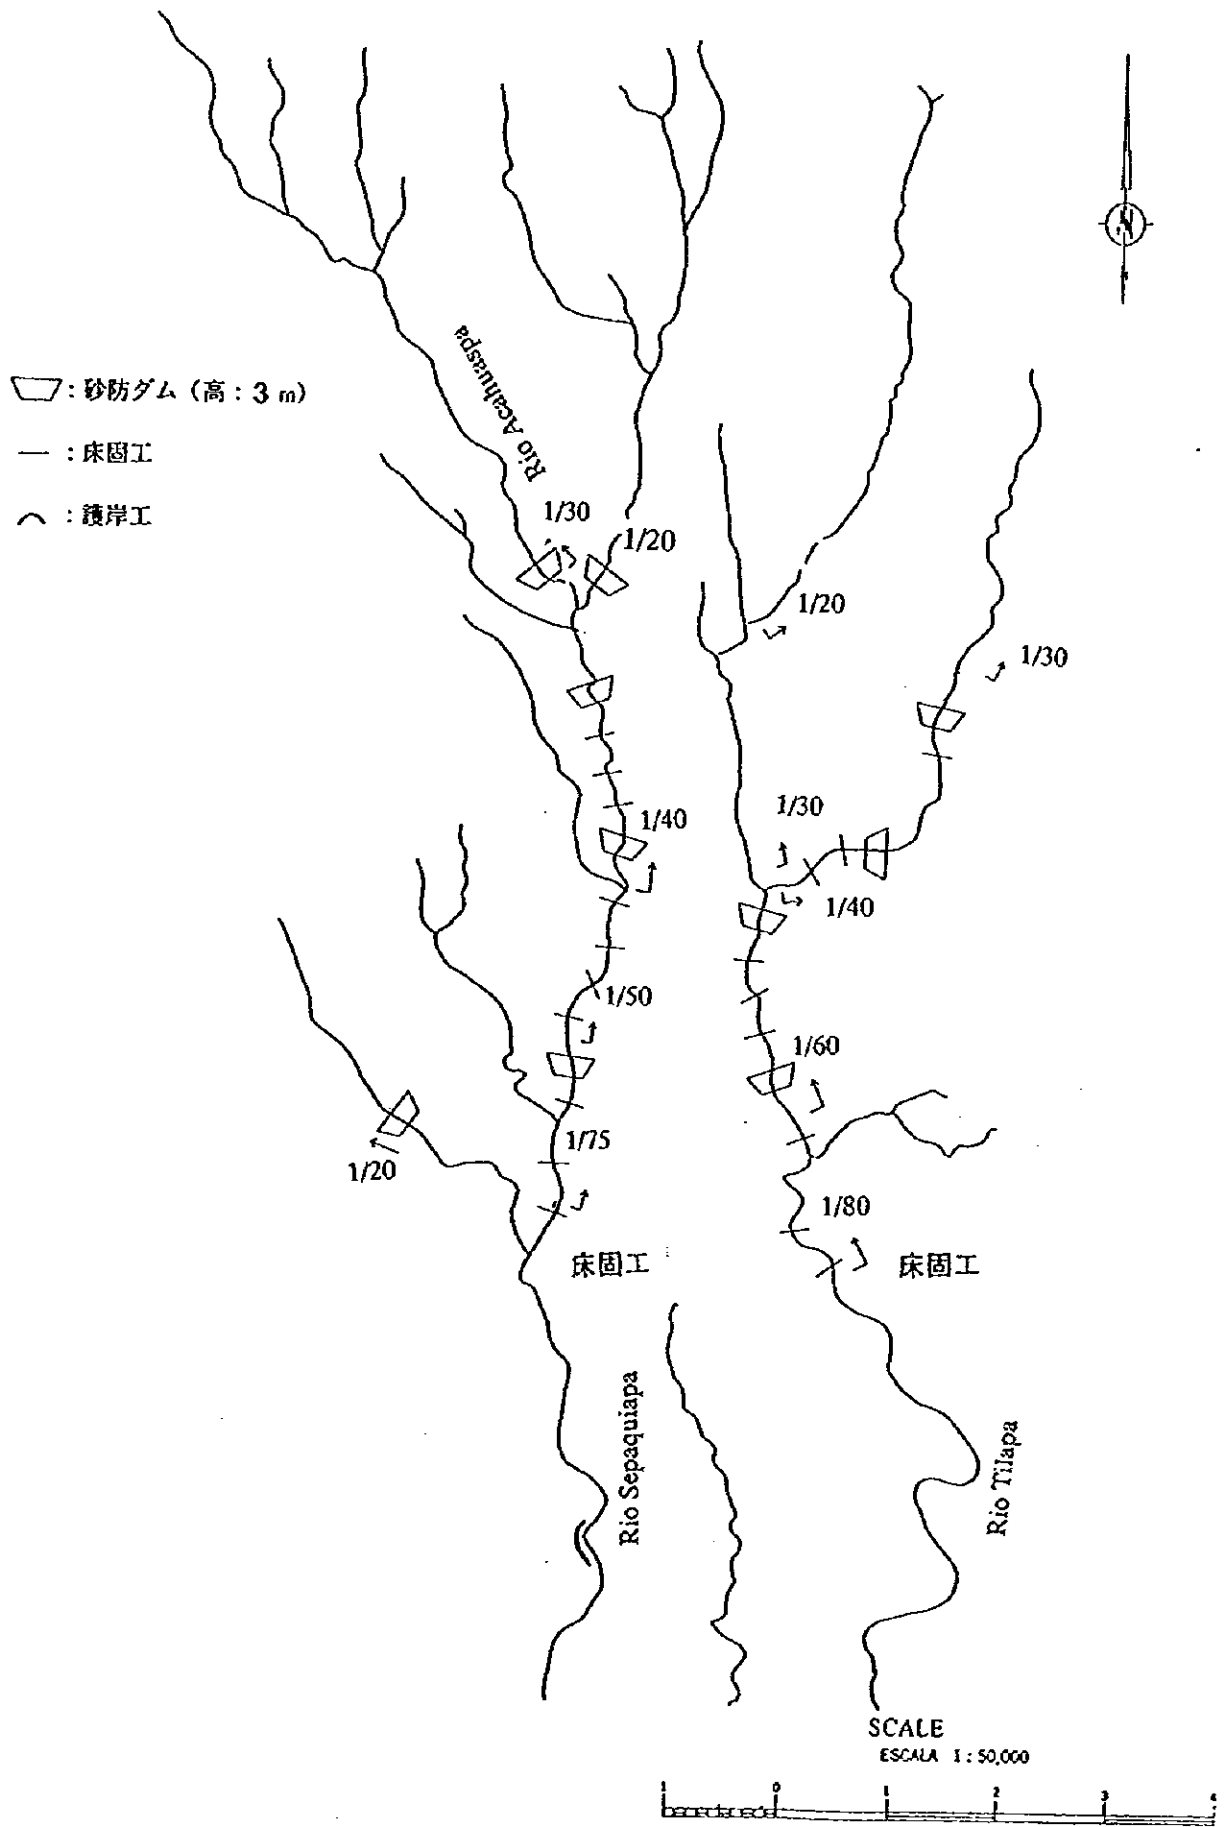 N
砂防ダム（高：3 m）
：床固工
：護岸工
Rio Acahuaspa
1/30
1/20
1/20
1/30
1/40
1/30
1/40
1/50
1/60
1/75
1/20
1/80
床固工
床固工
Rio Sepaquiapa
Rio Tilapa
SCALE
ESCALA 1 : 50,000
1 0 1 2 3 4